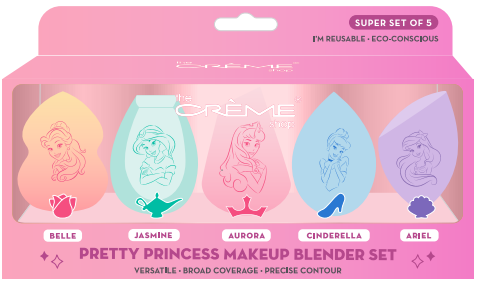 SUPER SET OF 5
I'M REUSABLE • ECO-CONSCIOUS
the
CRÈME
shop
the
CRÈME
shop
BELLE
JASMINE
AURORA
CINDERELLA
ARIEL
PRETTY PRINCESS MAKEUP BLENDER SET
VERSATILE • BROAD COVERAGE • PRECISE CONTOUR